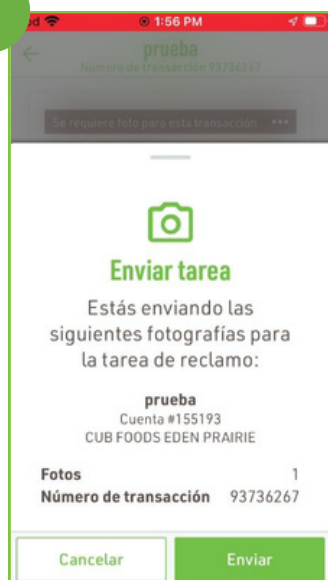 1:56 PM
prueba
Número de transacción 93736267
Se requiere foto para esta transacción
Enviar tarea
Estás enviando las
siguientes fotografías para
la tarea de reclamo:
prueba
Cuenta #155193
CUB FOODS EDEN PRAIRIE
Fotos 1
Número de transacción 93736267
Cancelar Enviar